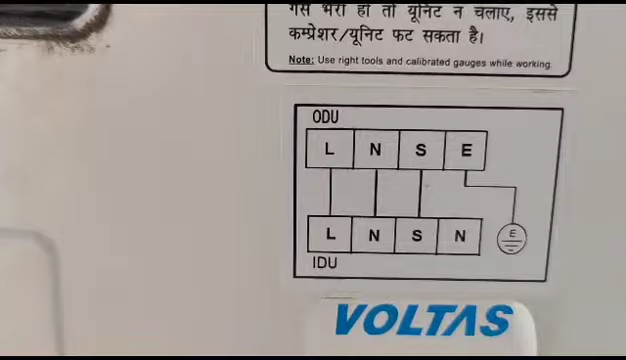 गैस भरी हो तो यूनिट न चलाए, इससे
कम्प्रेशर/यूनिट फट सकता है।
Note: Use right tools and calibrated gauges while working.
ODU
L N S E
L N S N E
IDU
VOLTAS